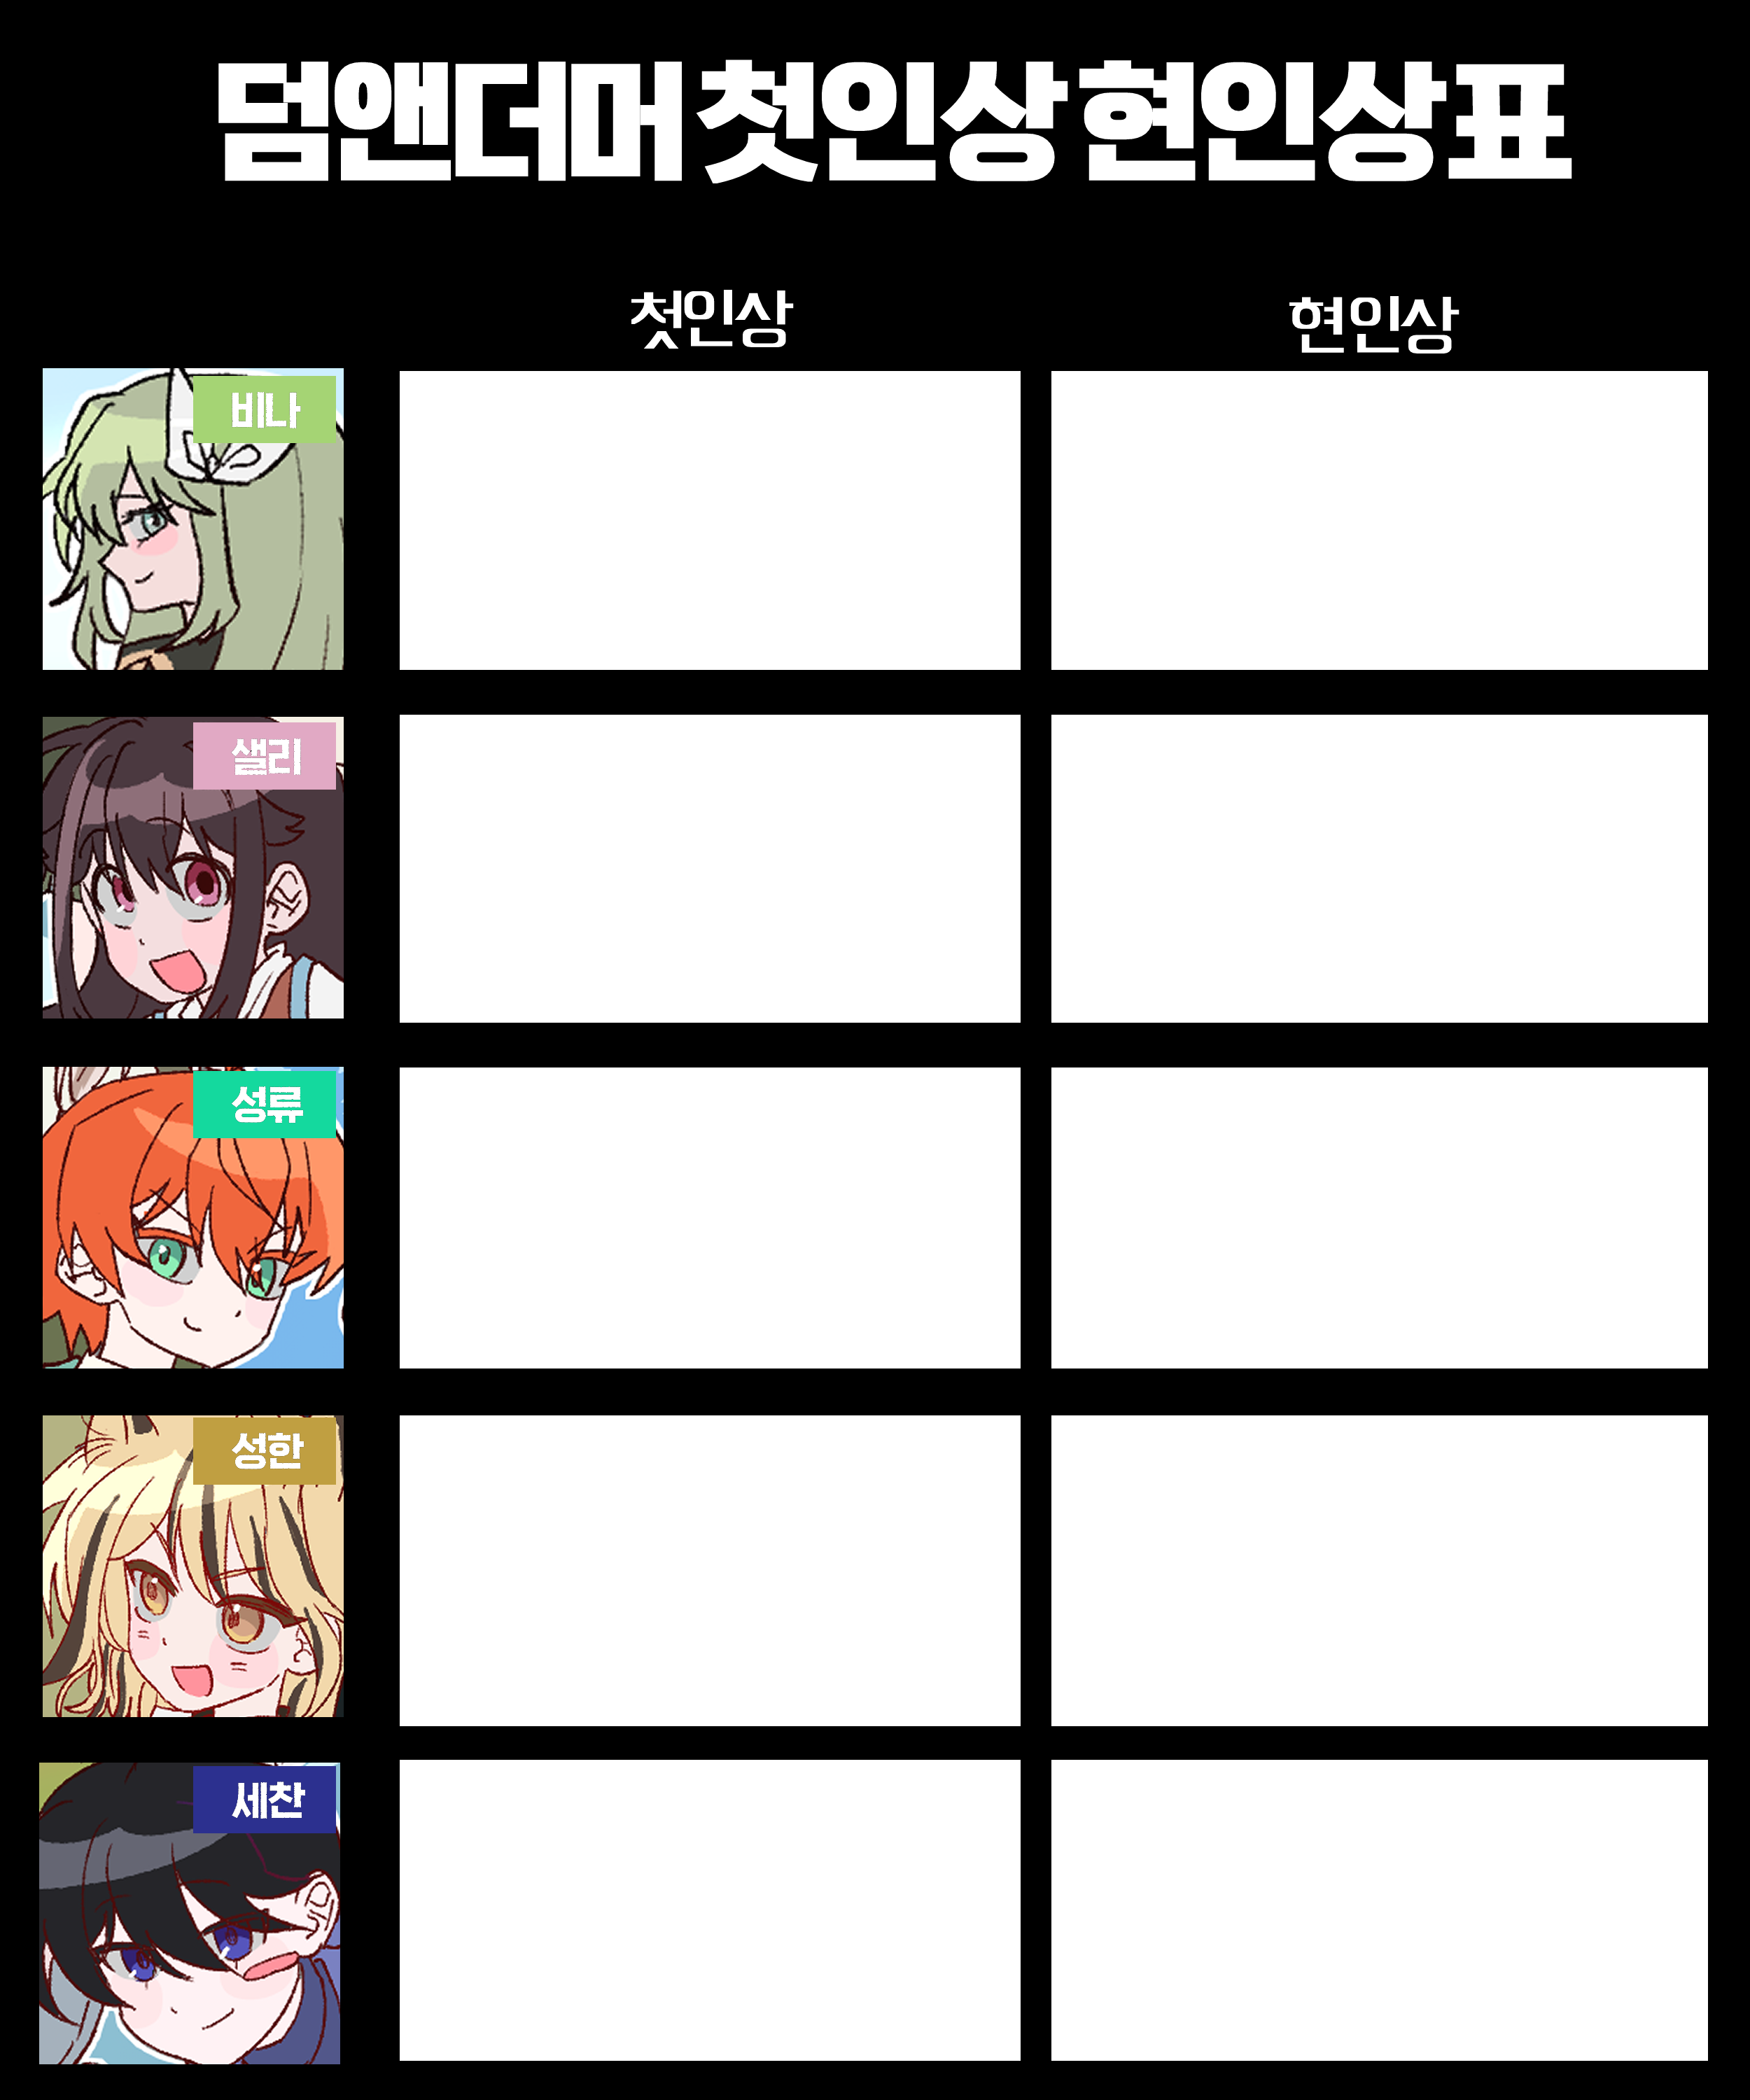 덤앤더머 첫인상 현인상 표
첫인상 현인상
비나
샐리
성류
성한
세찬